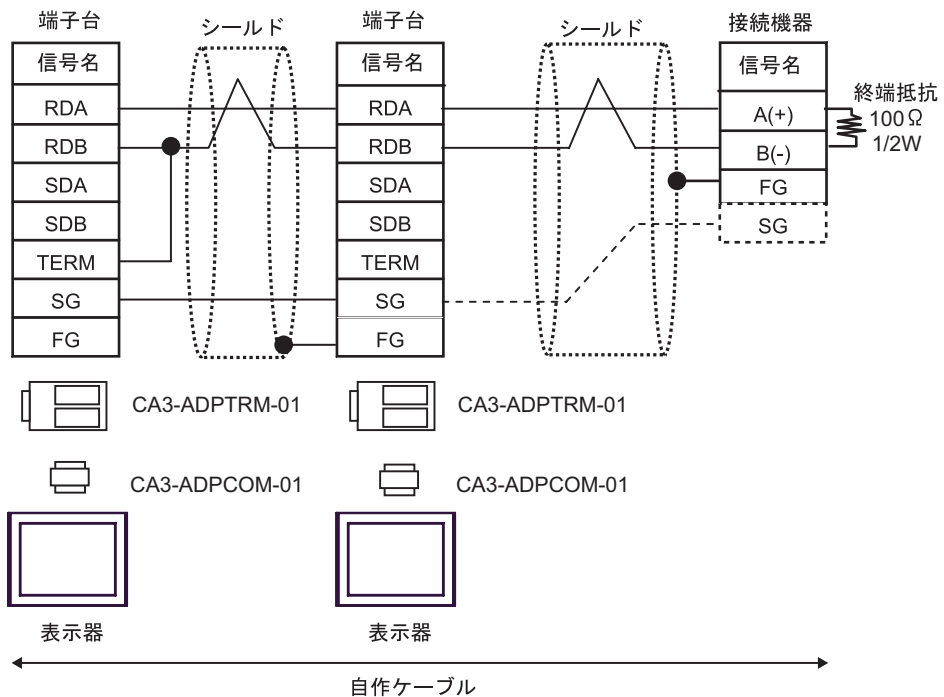 端子台
信号名
RDA
RDB
SDA
SDB
TERM
SG
FG
シールド
端子台
信号名
RDA
RDB
SDA
SDB
TERM
SG
FG
シールド
接続機器
信号名
A(+)
B(-)
FG
SG
終端抵抗
100Ω
1/2W
CA3-ADPTRM-01
CA3-ADPTRM-01
CA3-ADPCOM-01
CA3-ADPCOM-01
表示器
表示器
自作ケーブル